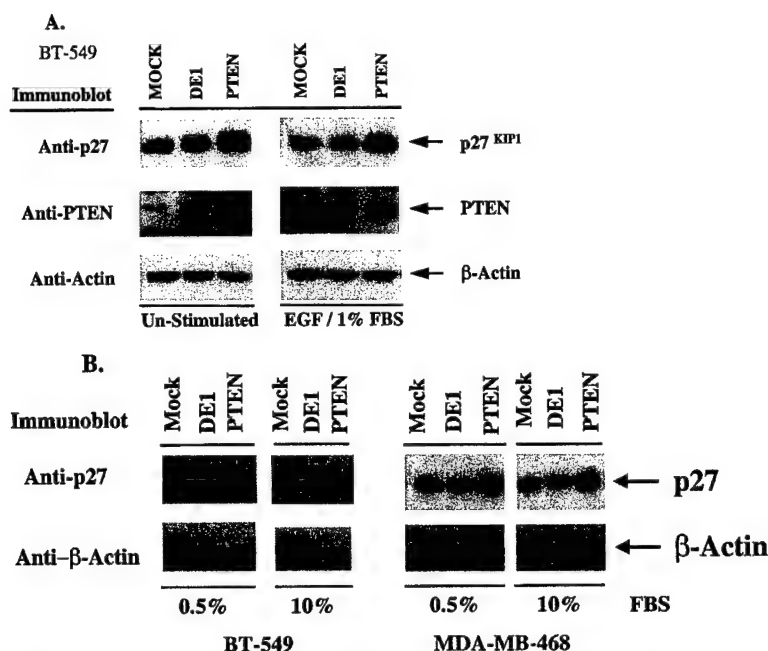 A.
BT-549
MOCK DE1 PTEN MOCK DE1 PTEN
Immunoblot
Anti-p27 p27 KIP1
Anti-PTEN PTEN
Anti-Actin β-Actin
Un-Stimulated EGF / 1% FBS
B.
Mock DE1 PTEN Mock DE1 PTEN Mock DE1 PTEN Mock DE1 PTEN
Immunoblot
Anti-p27 p27
Anti-β-Actin β-Actin
0.5% 10% 0.5% 10% FBS
BT-549 MDA-MB-468